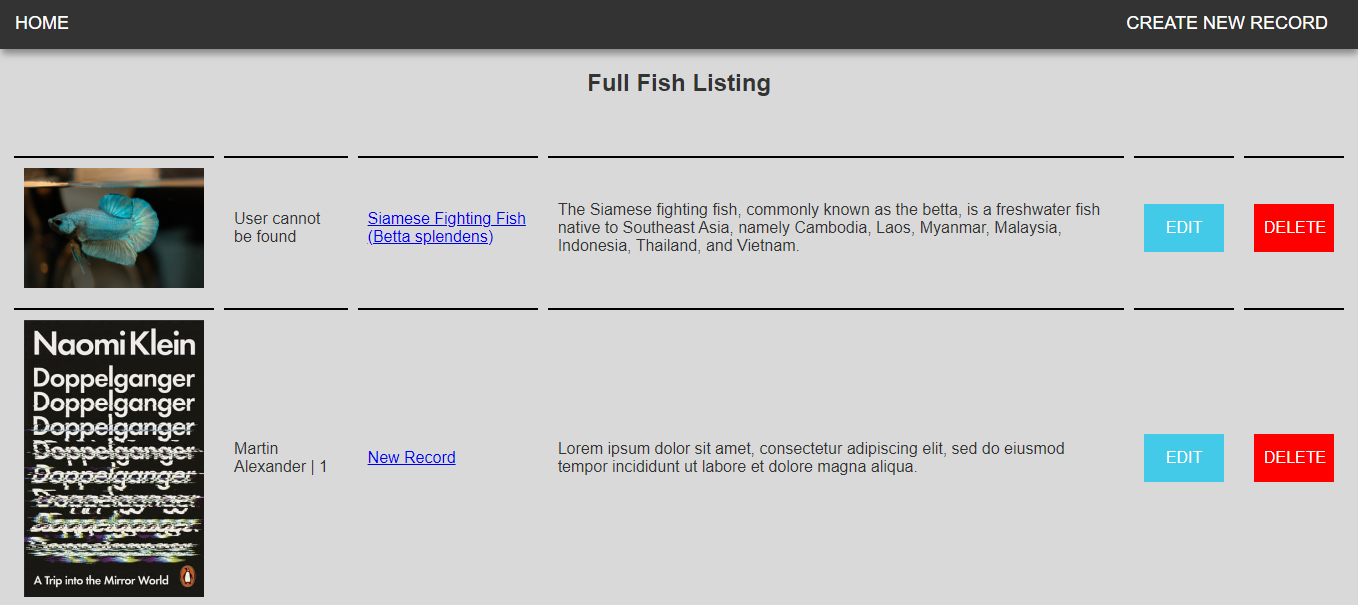 HOME
CREATE NEW RECORD
Full Fish Listing
User cannot
be found
Siamese Fighting Fish
(Betta splendens)
The Siamese fighting fish, commonly known as the betta, is a freshwater fish
native to Southeast Asia, namely Cambodia, Laos, Myanmar, Malaysia,
Indonesia, Thailand, and Vietnam.
EDIT
DELETE
Naomi Klein
Doppelganger
Doppelganger
Doppelganger
Doppelganger
Doppelganger
Doppelganger
Doppelganger
Doppelganger
A Trip into the Mirror World
Martin
Alexander | 1
New Record
Lorem ipsum dolor sit amet, consectetur adipiscing elit, sed do eiusmod
tempor incididunt ut labore et dolore magna aliqua.
EDIT
DELETE